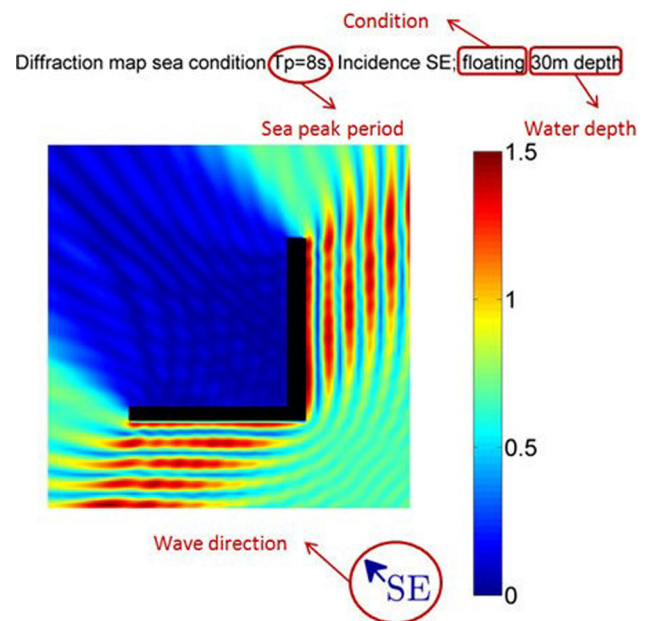 Condition
Diffraction map sea condition Tp=8s. Incidence SE; floating 30m depth
Sea peak period
Water depth
1.5
1
0.5
0
Wave direction
SE